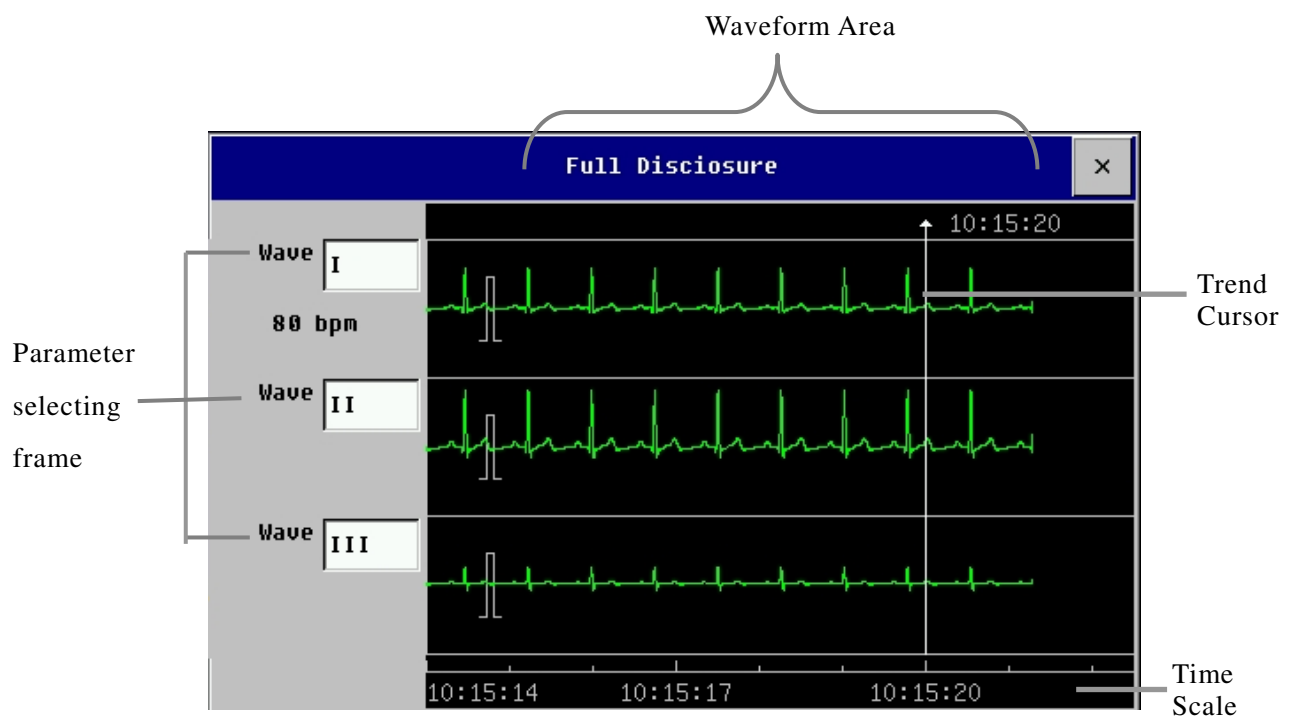 Waveform Area
Full Disciosure
×
10:15:20
Wave I
80 bpm
Trend
Cursor
Parameter
selecting
frame
Wave II
Wave III
10:15:14 10:15:17 10:15:20
Time
Scale